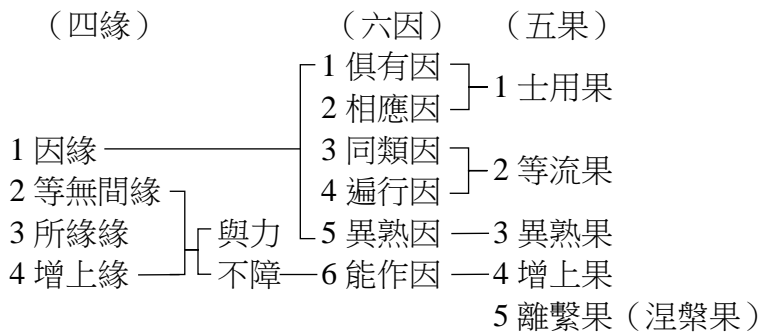 （四緣） （六因） （五果）
1 俱有因
1 士用果
2 相應因
1 因緣 3 同類因
2 等流果
2 等無間緣 4 遍行因
3 所緣緣 與力 5 異熟因 3 異熟果
4 增上緣 不障 6 能作因 4 增上果
5 離繫果（涅槃果）